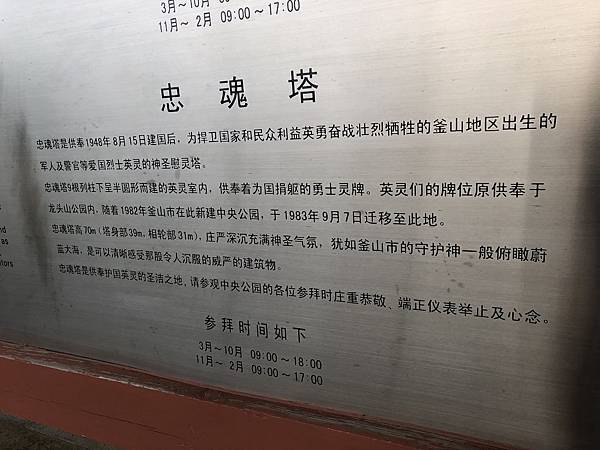 3月～10月 09
11月～ 2月 09:00～17:00
忠魂塔
忠魂塔是供奉1948年8月15日建国后，为捍卫国家和民众利益英勇奋战壮烈牺牲的釜山地区出生的
军人及警官等爱国烈士英灵的神圣慰灵塔。
忠魂塔9根列柱下呈半圆形而建的英灵室内，供奉着为国捐躯的勇士灵牌。英灵们的牌位原供奉于
龙头山公园内，随着1982年釜山市在此新建中央公园，于1983年9月7日迁移至此地。
忠魂塔高70m(塔身部39m，相轮部31m)，庄严深沉充满神圣气氛，犹如釜山市的守护神一般俯瞰蔚
蓝大海，是可以清晰感受那股令人沉服的威严的建筑物。
忠魂塔是供奉护国英灵的圣洁之地，请参观中央公园的各位参拜时庄重恭敬、端正仪表举止及心念。
参拜时间如下
3月～10月 09:00～18:00
11月～ 2月 09:00～17:00
and
as